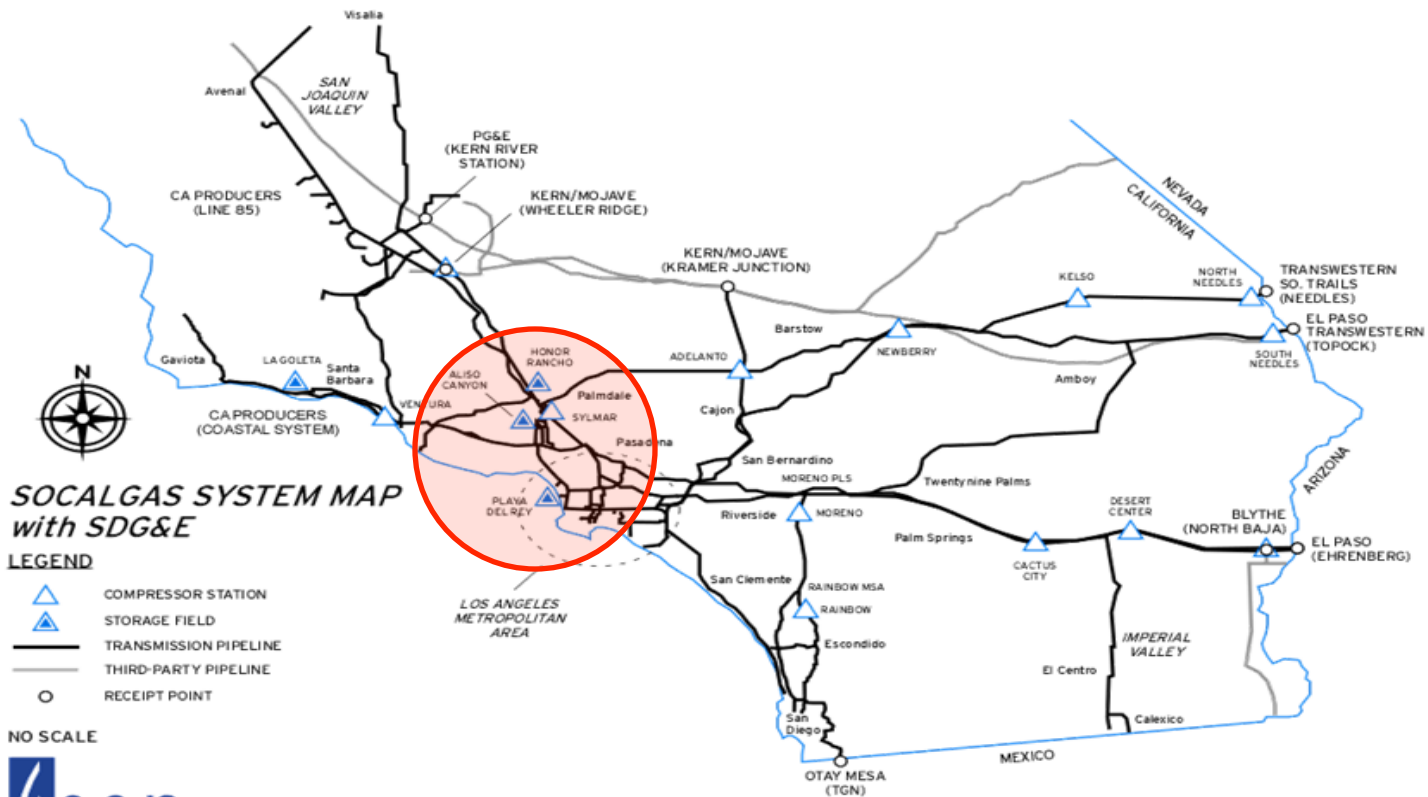 Visalia
SAN
JOAQUIN
VALLEY
Avenal
PG&E
(KERN RIVER
STATION)
CA PRODUCERS
(LINE 85)
KERN/MOJAVE
(WHEELER RIDGE)
NEVADA
CALIFORNIA
KERN/MOJAVE
(KRAMER JUNCTION)
KELSO
NORTH
NEEDLES
TRANSWESTERN
SO. TRAILS
(NEEDLES)
EL PASO
TRANSWESTERN
(TOPOCK)
Barstow
NEWBERRY
SOUTH
NEEDLES
Gaviota
LA GOLETA
Santa
Barbara
HONOR
RANCHO
ALISO
CANYON
ADELANTO
Amboy
N
CA PRODUCERS
(COASTAL SYSTEM)
VENTURA
Palmdale
SYLMAR
Cajon
Pasadena
San Bernardino
MORENO PLS
Twentynine Palms
ARIZONA
SOCALGAS SYSTEM MAP
with SDG&E
PLAYA
DEL REY
Riverside
MORENO
Palm Springs
DESERT
CENTER
BLYTHE
(NORTH BAJA)
EL PASO
(EHRENBERG)
CACTUS
CITY
LEGEND
COMPRESSOR STATION
STORAGE FIELD
TRANSMISSION PIPELINE
THIRD-PARTY PIPELINE
RECEIPT POINT
LOS ANGELES
METROPOLITAN
AREA
San Clemente
RAINBOW MSA
RAINBOW
Escondido
IMPERIAL
VALLEY
El Centro
Calexico
San
Diego
NO SCALE
MEXICO
OTAY MESA
(TGN)